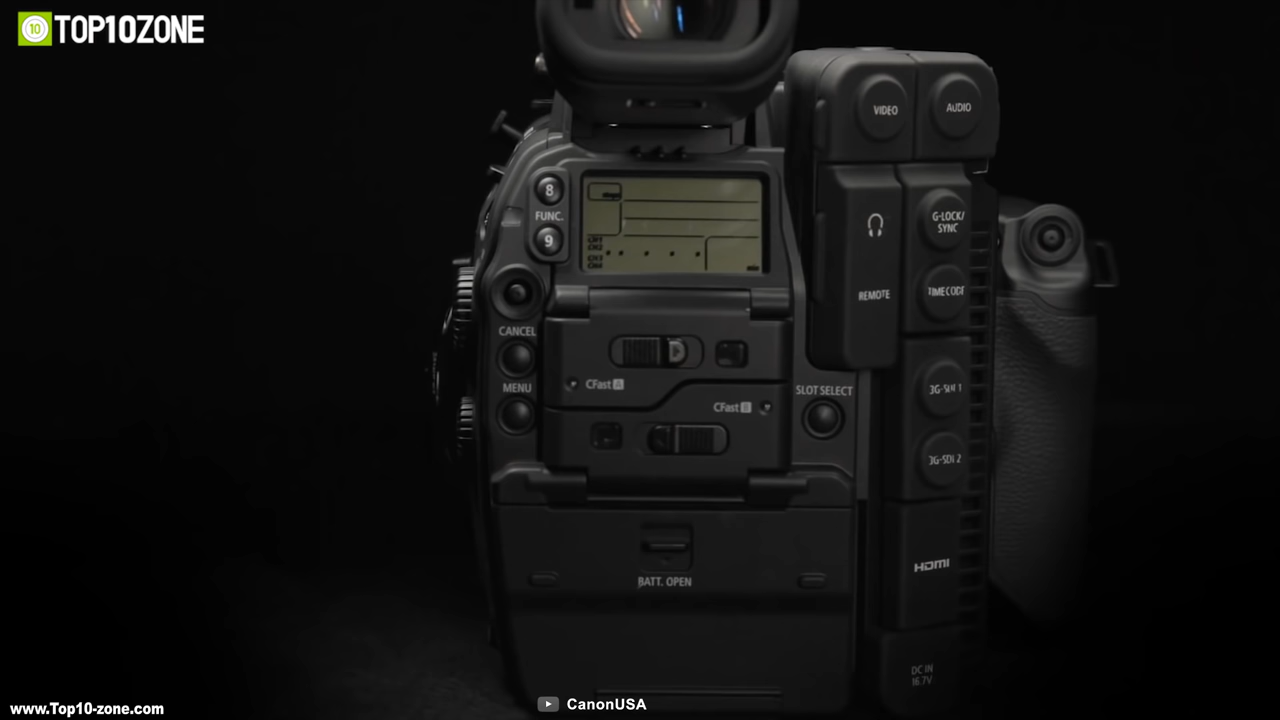 10 TOP10ZONE
VIDEO
AUDIO
8
FUNC.
9
G-LOCK/
SYNC
REMOTE
TIME CODE
CANCEL
MENU
CFast A
CFast B
SLOT SELECT
3G-SDI 1
3G-SDI 2
BATT. OPEN
HDMI
DC IN
16.7V
www.Top10-zone.com
CanonUSA